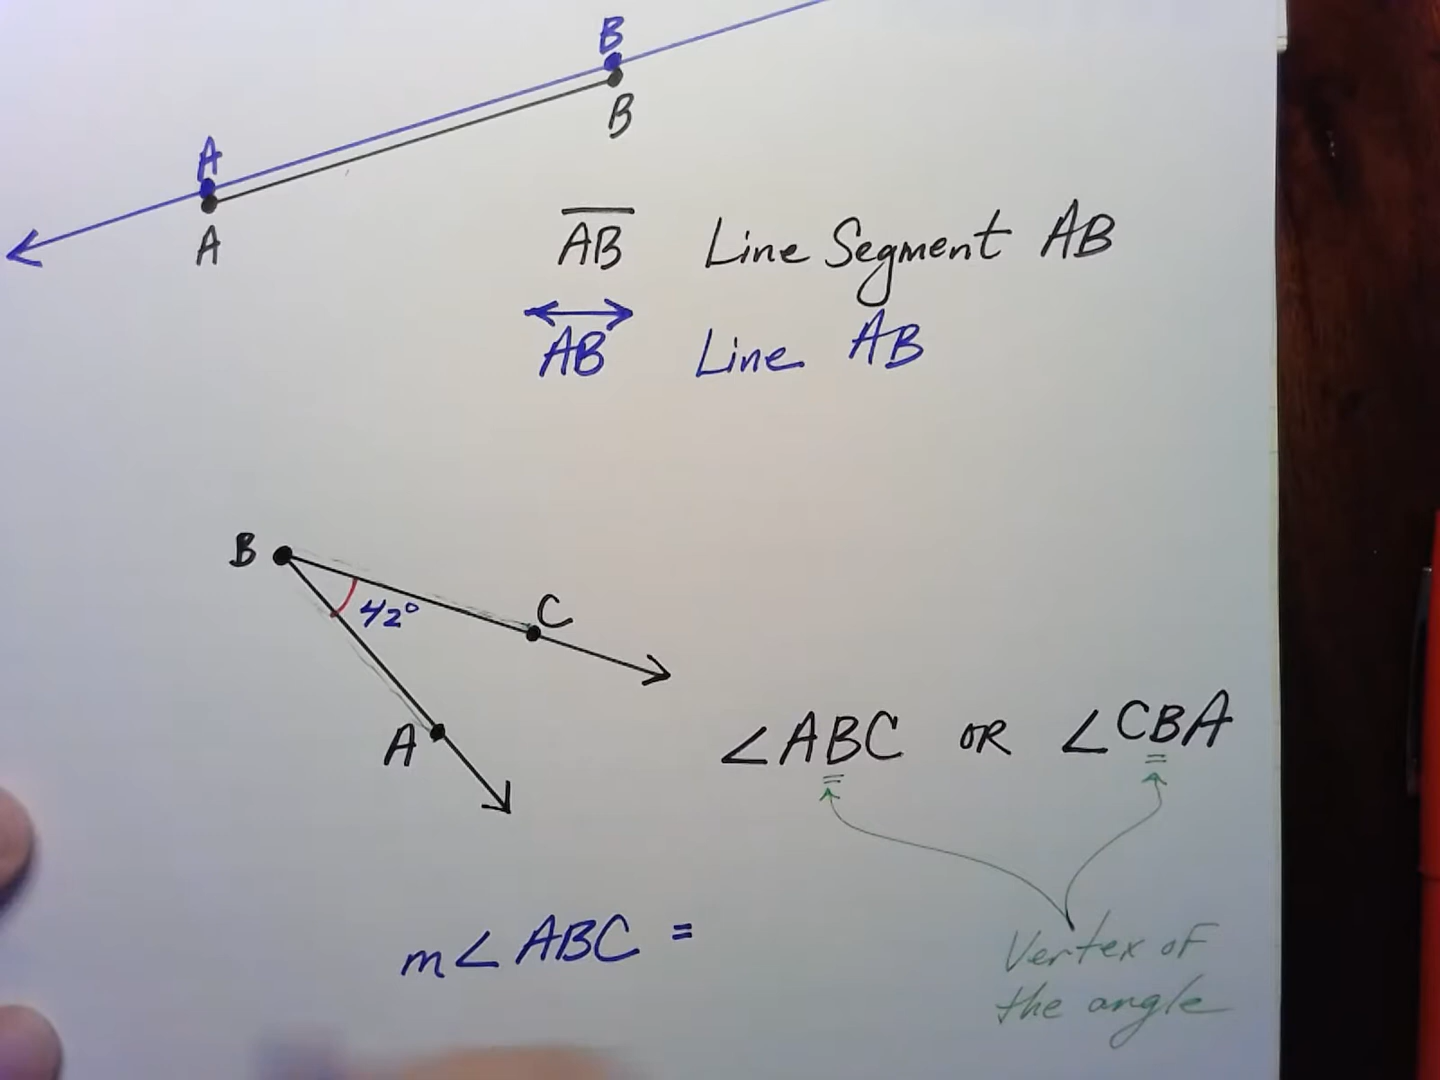 B
A
B
A
AB Line Segment AB
AB Line AB
B
42°
C
A
∠ABC OR ∠CBA
m∠ABC =
Vertex of
the angle